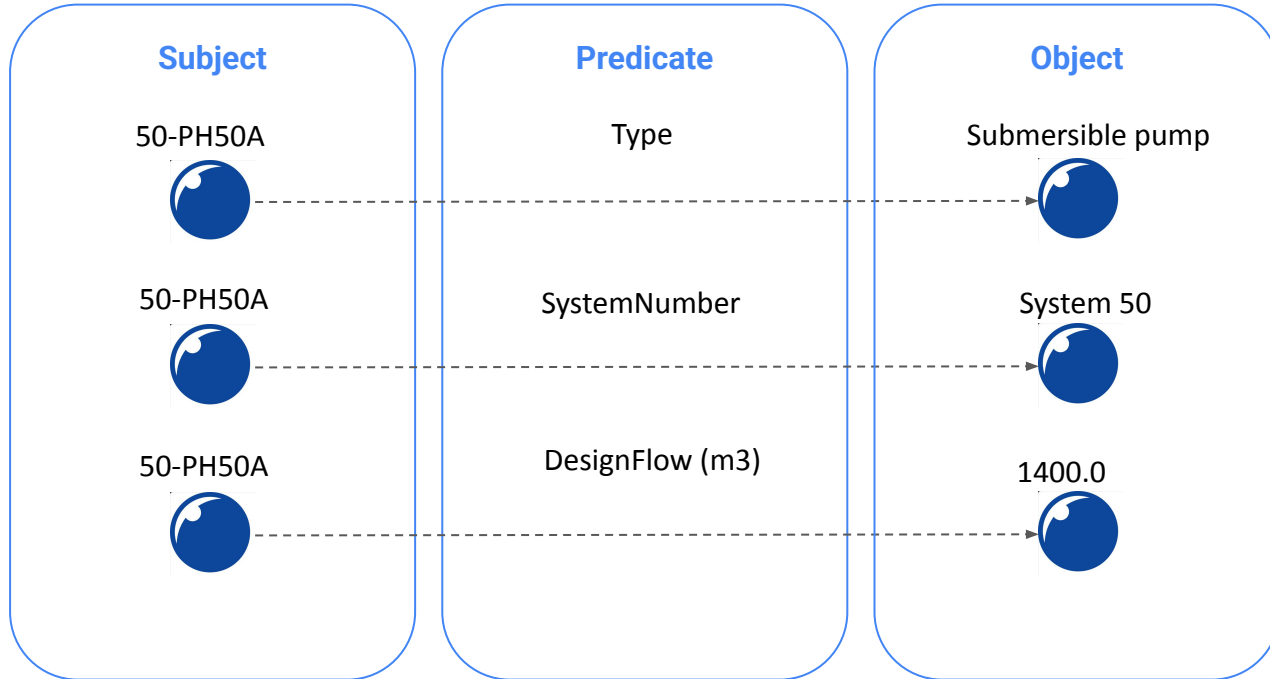 Subject
Predicate
Object
50-PH50A
Type
Submersible pump
50-PH50A
SystemNumber
System 50
50-PH50A
DesignFlow (m3)
1400.0